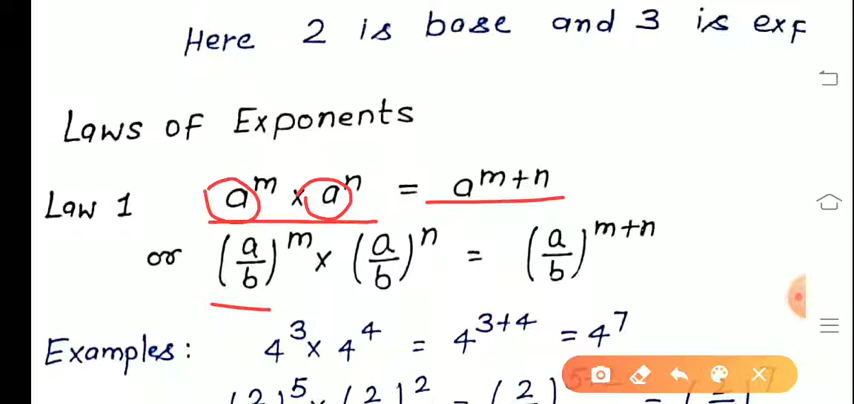 Here 2 is base and 3 is exp
Laws of Exponents
Law 1 a^m × a^n = a^{m+n}
or (a/b)^m × (a/b)^n = (a/b)^{m+n}
Examples: 4^3 × 4^4 = 4^{3+4} = 4^7